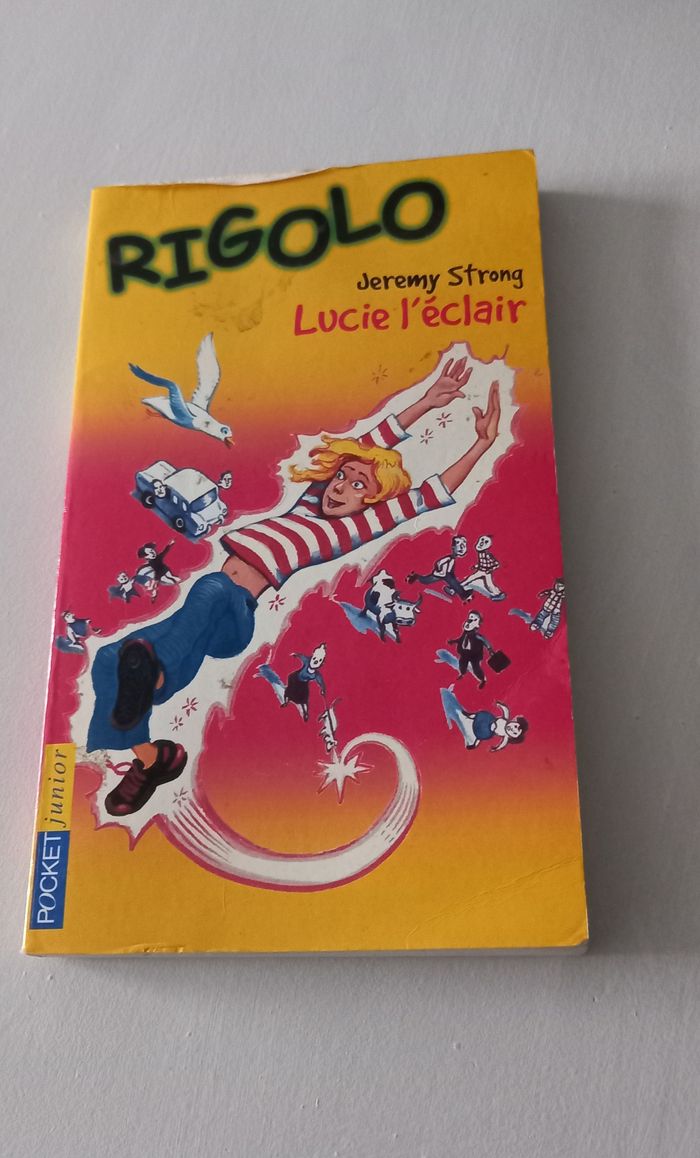 RIGOLO
Jeremy Strong
Lucie l'éclair
POCKET junior